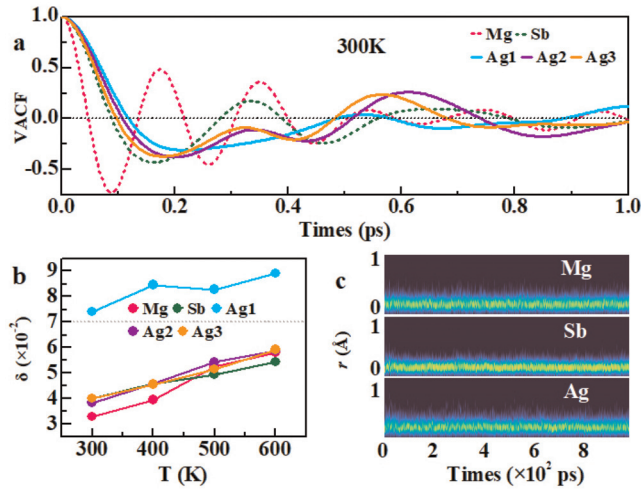 a
300K
Mg Sb
Ag1 Ag2 Ag3
VACF
1.0
0.5
0.0
-0.5
0.0 0.2 0.4 0.6 0.8 1.0
Times (ps)
b
Mg Sb Ag1
Ag2 Ag3
δ (×10⁻²)
9
8
7
6
5
4
3
300 400 500 600
T (K)
c
Mg
Sb
Ag
r (Å)
1
0
1
0
1
0
0 2 4 6 8
Times (×10² ps)